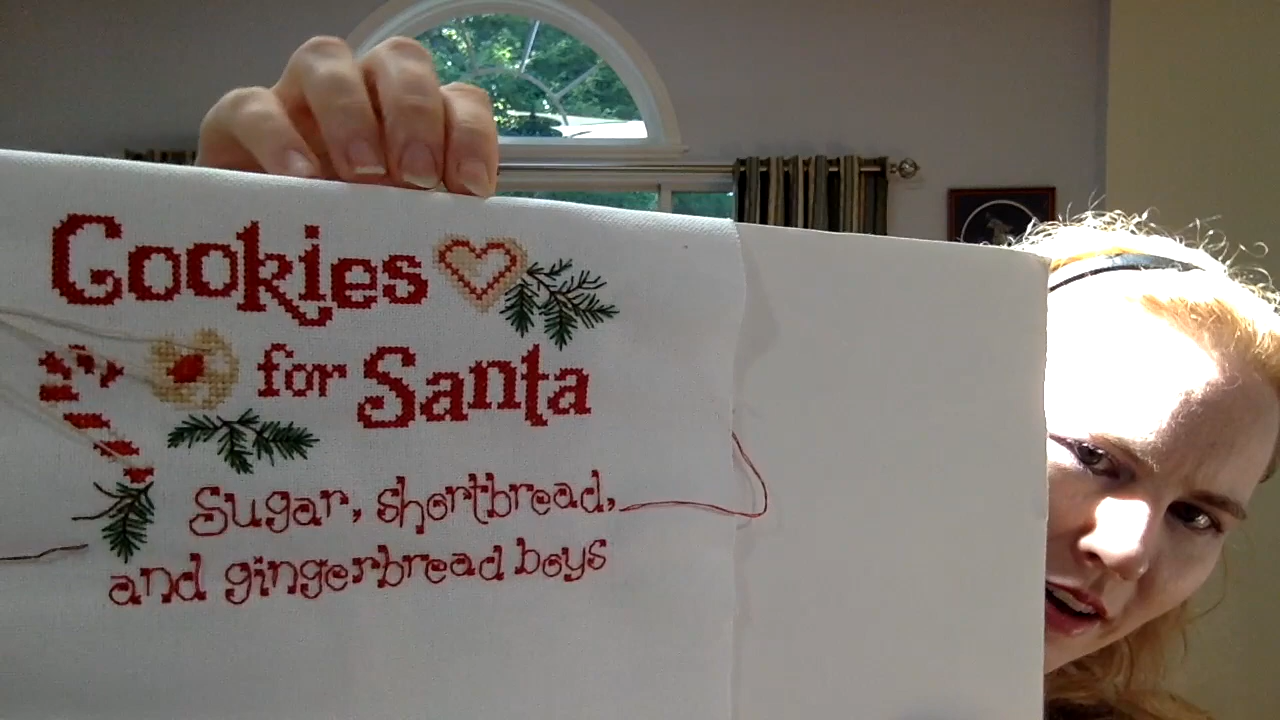 Cookies
for Santa
Sugar, shortbread,
and gingerbread boys